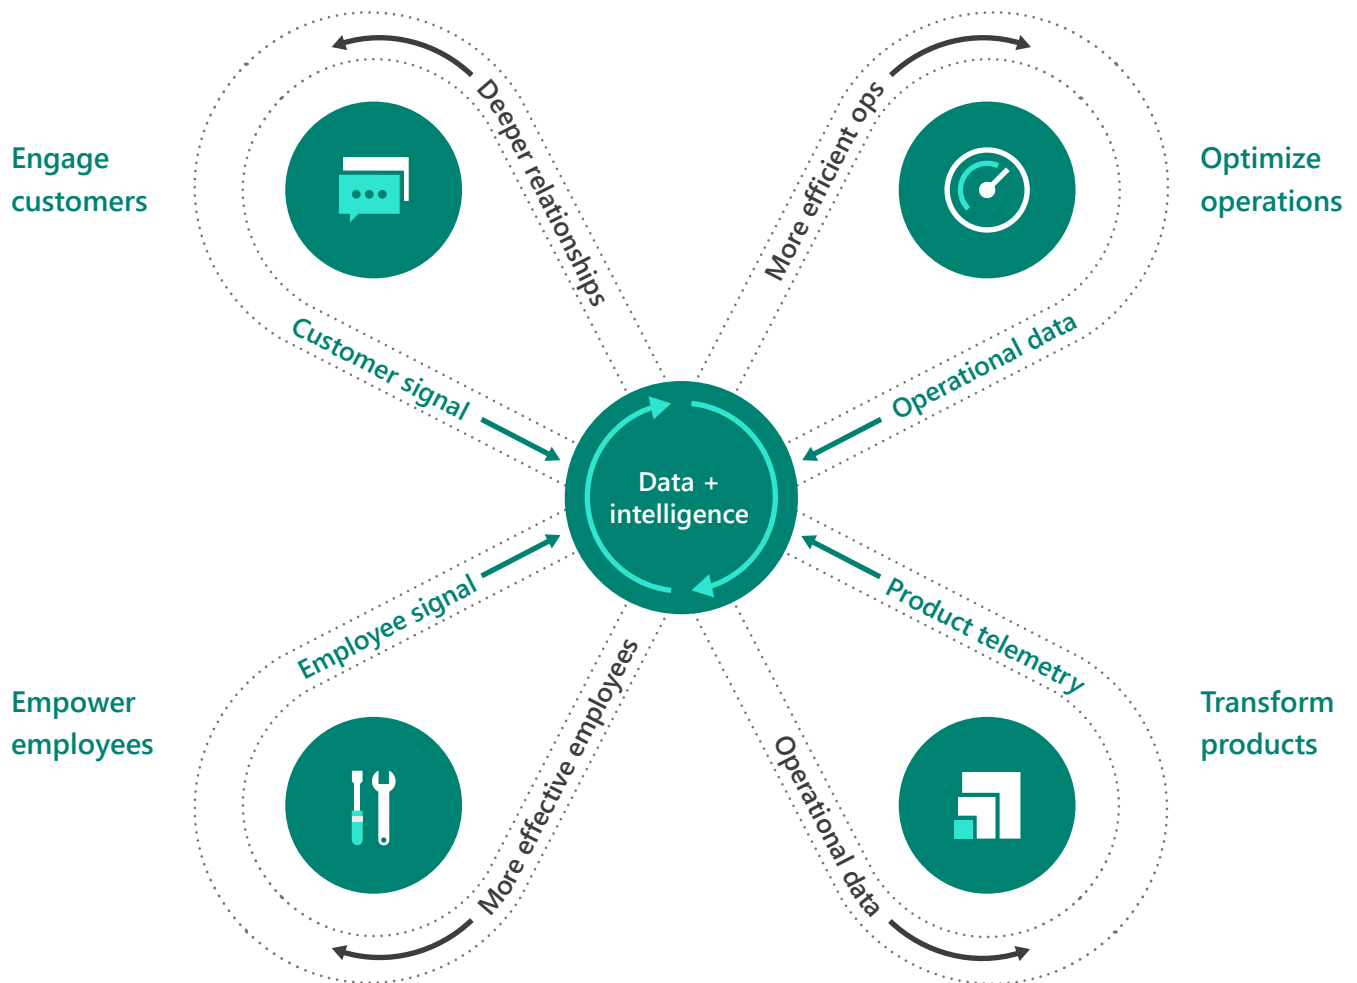 Engage
customers
Deeper relationships
Customer signal
More efficient ops
Operational data
Optimize
operations
Data +
intelligence
Empower
employees
Employee signal
More effective employees
Product telemetry
Operational data
Transform
products